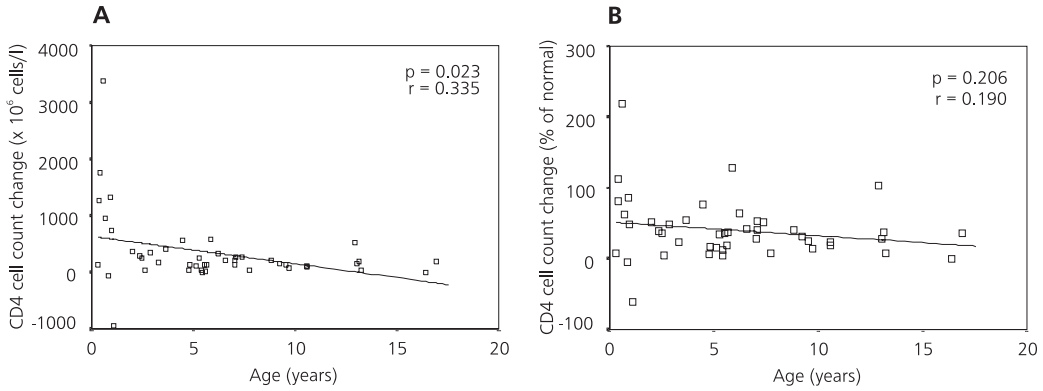 A
CD4 cell count change (x 10⁶ cells/l)
4000
3000
2000
1000
0
-1000
p = 0.023
r = 0.335
0 5 10 15 20
Age (years)
B
CD4 cell count change (% of normal)
300
200
100
0
-100
p = 0.206
r = 0.190
0 5 10 15 20
Age (years)